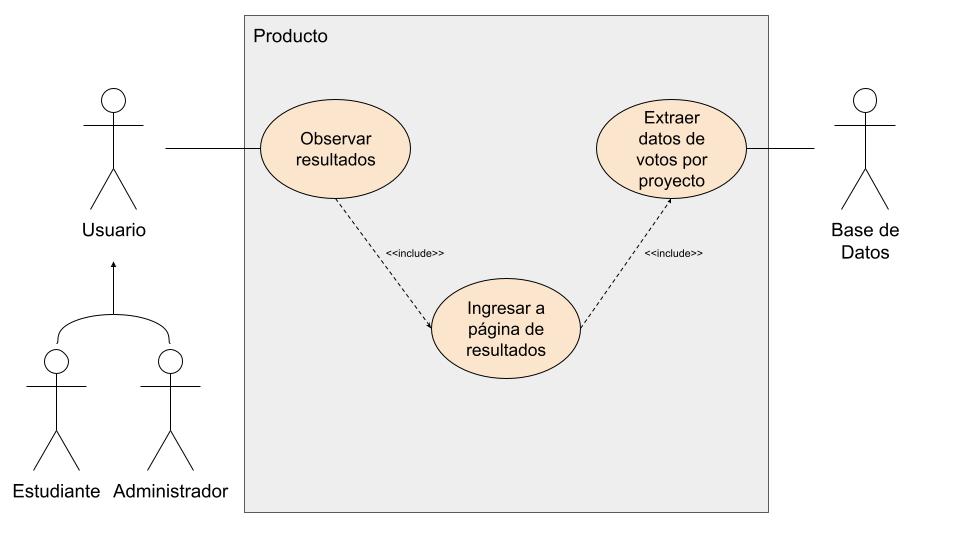 Producto
Observar
resultados
Extraer
datos de
votos por
proyecto
Usuario
Base de
Datos
<<include>>
<<include>>
Ingresar a
página de
resultados
Estudiante
Administrador